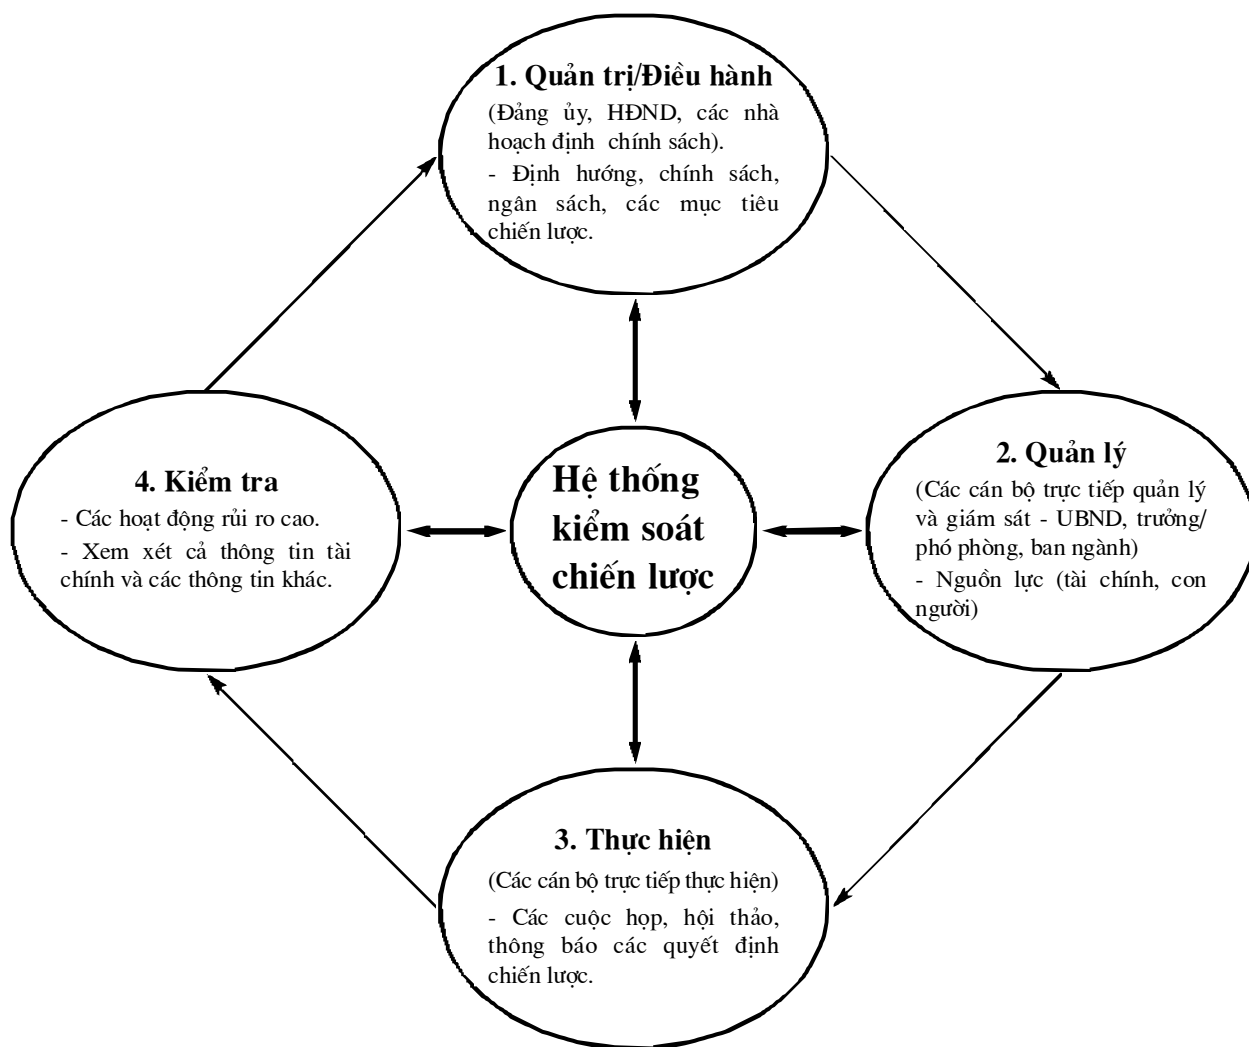 1. Quản trị/Điều hành
(Đảng ủy, HĐND, các nhà
hoạch định chính sách).
- Định hướng, chính sách,
ngân sách, các mục tiêu
chiến lược.
2. Quản lý
(Các cán bộ trực tiếp quản lý
và giám sát - UBND, trưởng/
phó phòng, ban ngành)
- Nguồn lực (tài chính, con
người)
Hệ thống
kiểm soát
chiến lược
4. Kiểm tra
- Các hoạt động rủi ro cao.
- Xem xét cả thông tin tài
chính và các thông tin khác.
3. Thực hiện
(Các cán bộ trực tiếp thực hiện)
- Các cuộc họp, hội thảo,
thông báo các quyết định
chiến lược.